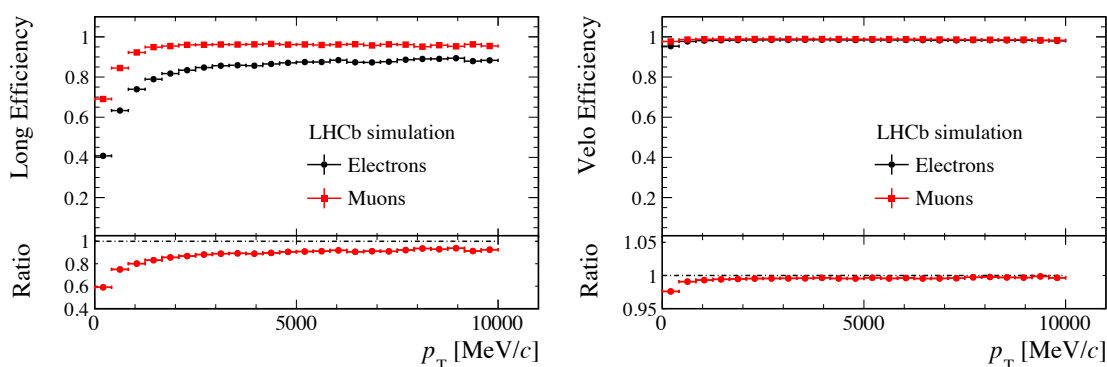 Long Efficiency
1
0.8
0.6
0.4
0.2
LHCb simulation
Electrons
Muons
Ratio
1
0.8
0.6
0.4
0
5000
10000
p_T [MeV/c]
Velo Efficiency
1
0.8
0.6
0.4
0.2
LHCb simulation
Electrons
Muons
Ratio
1.05
1
0.95
0
5000
10000
p_T [MeV/c]